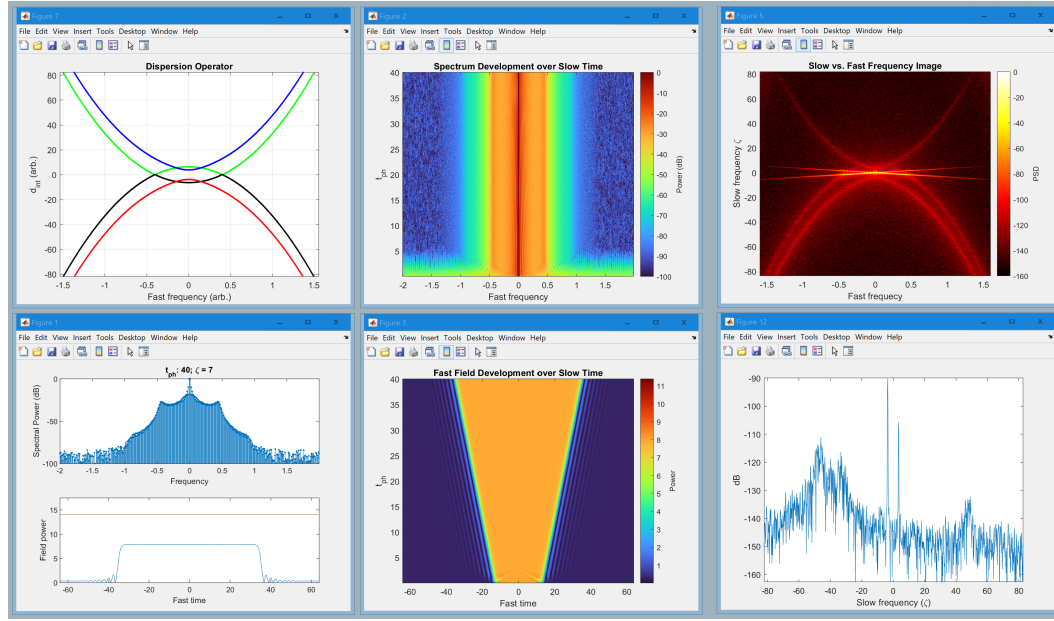 Figure 7
File Edit View Insert Tools Desktop Window Help
Dispersion Operator
80
60
40
20
0
-20
-40
-60
-80
d_int (arb.)
-1.5 -1 -0.5 0 0.5 1 1.5
Fast frequency (arb.)
Figure 2
File Edit View Insert Tools Desktop Window Help
Spectrum Development over Slow Time
40
35
30
25
20
15
10
5
t_ph
-2 -1.5 -1 -0.5 0 0.5 1 1.5
Fast frequency
0
-10
-20
-30
-40
-50
-60
-70
-80
-90
-100
Power (dB)
Figure 5
File Edit View Insert Tools Desktop Window Help
Slow vs. Fast Frequency Image
80
60
40
20
0
-20
-40
-60
-80
Slow frequency ζ
-1.5 -1 -0.5 0 0.5 1 1.5
Fast frequecy
0
-20
-40
-60
-80
-100
-120
-140
-160
PSD
Figure 1
File Edit View Insert Tools Desktop Window Help
t_ph: 40; ζ = 7
0
-50
-100
Spectral Power (dB)
-2 -1.5 -1 -0.5 0 0.5 1 1.5
Frequency
15
10
5
0
Field power
-60 -40 -20 0 20 40 60
Fast time
Figure 3
File Edit View Insert Tools Desktop Window Help
Fast Field Development over Slow Time
40
35
30
25
20
15
10
5
t_ph
-60 -40 -20 0 20 40 60
Fast time
11
10
9
8
7
6
5
4
3
2
1
Power
Figure 12
File Edit View Insert Tools Desktop Window Help
-90
-100
-110
-120
-130
-140
-150
-160
dB
-80 -60 -40 -20 0 20 40 60 80
Slow frequency (ζ)